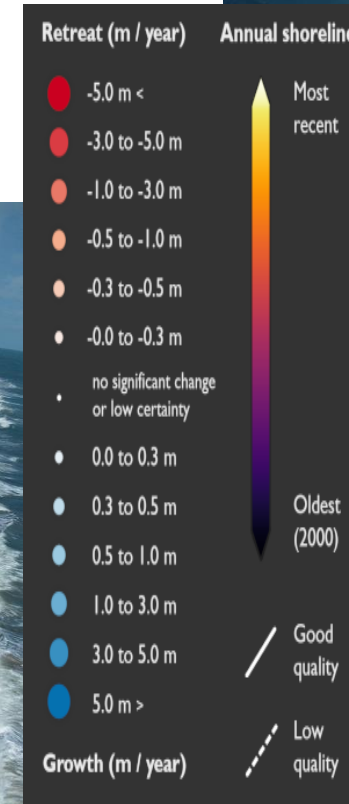 Retreat (m / year)
-5.0 m <
-3.0 to -5.0 m
-1.0 to -3.0 m
-0.5 to -1.0 m
-0.3 to -0.5 m
-0.0 to -0.3 m
no significant change
or low certainty
0.0 to 0.3 m
0.3 to 0.5 m
0.5 to 1.0 m
1.0 to 3.0 m
3.0 to 5.0 m
5.0 m >
Growth (m / year)
Annual shoreline
Most
recent
Oldest
(2000)
Good
quality
Low
quality